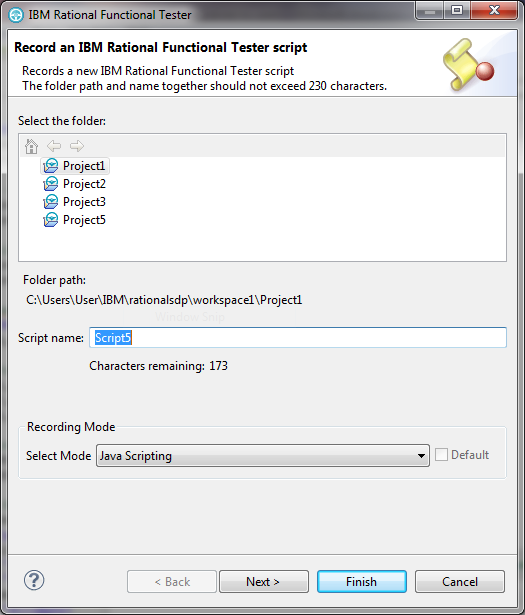 IBM Rational Functional Tester
Record an IBM Rational Functional Tester script
Records a new IBM Rational Functional Tester script
The folder path and name together should not exceed 230 characters.
Select the folder:
Project1
Project2
Project3
Project5
Folder path:
C:\Users\User\IBM\rationalsdp\workspace1\Project1
Window Snip
Script name: Script5
Characters remaining: 173
Recording Mode
Select Mode Java Scripting Default
? < Back Next > Finish Cancel